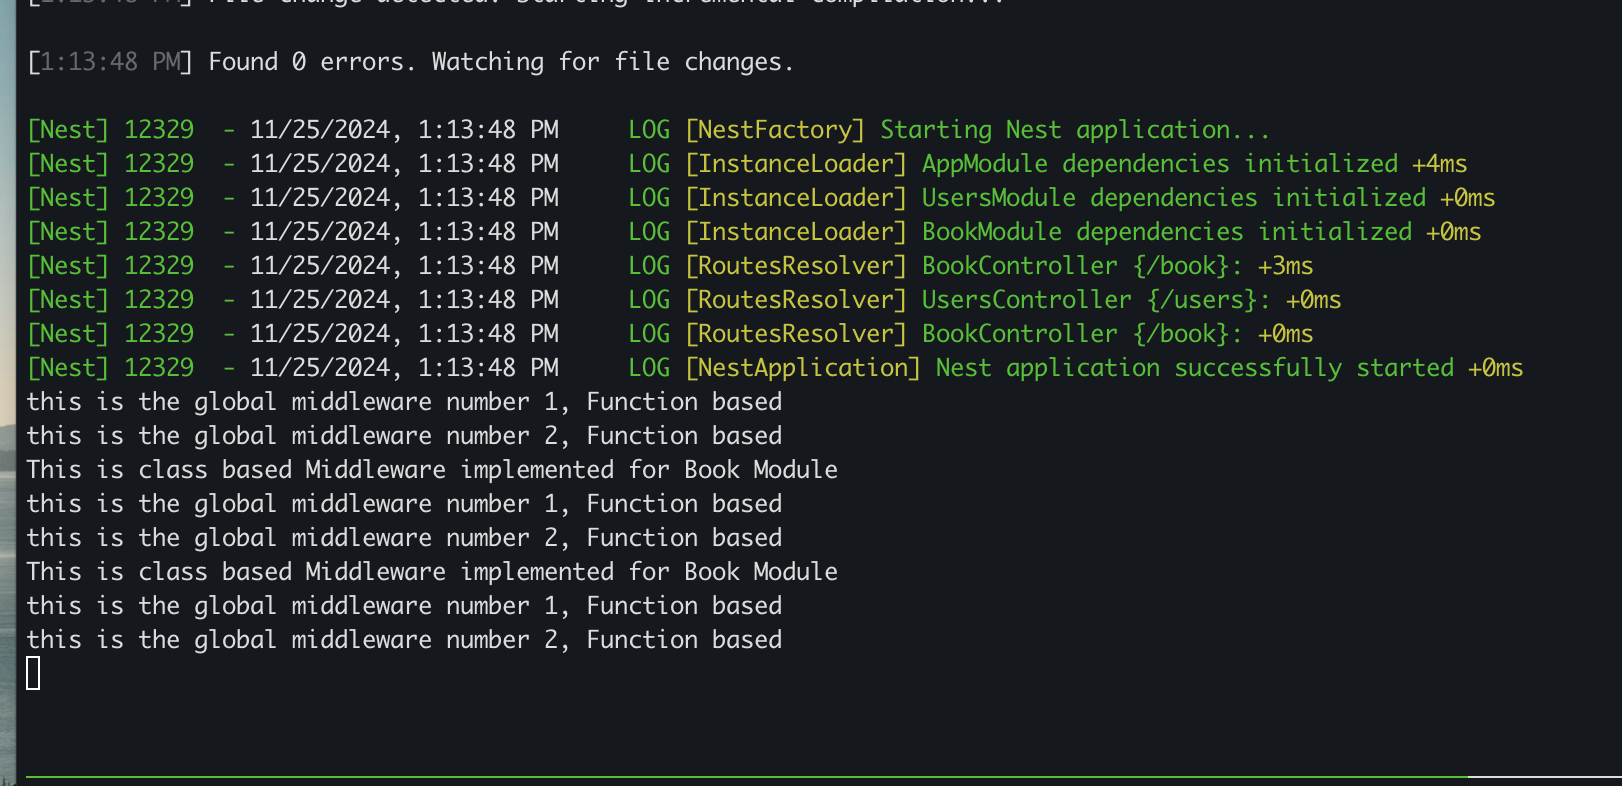 [1:13:48 PM] File change detected. Starting incremental compilation...
[1:13:48 PM] Found 0 errors. Watching for file changes.
[Nest] 12329  - 11/25/2024, 1:13:48 PM     LOG [NestFactory] Starting Nest application...
[Nest] 12329  - 11/25/2024, 1:13:48 PM     LOG [InstanceLoader] AppModule dependencies initialized +4ms
[Nest] 12329  - 11/25/2024, 1:13:48 PM     LOG [InstanceLoader] UsersModule dependencies initialized +0ms
[Nest] 12329  - 11/25/2024, 1:13:48 PM     LOG [InstanceLoader] BookModule dependencies initialized +0ms
[Nest] 12329  - 11/25/2024, 1:13:48 PM     LOG [RoutesResolver] BookController {/book}: +3ms
[Nest] 12329  - 11/25/2024, 1:13:48 PM     LOG [RoutesResolver] UsersController {/users}: +0ms
[Nest] 12329  - 11/25/2024, 1:13:48 PM     LOG [RoutesResolver] BookController {/book}: +0ms
[Nest] 12329  - 11/25/2024, 1:13:48 PM     LOG [NestApplication] Nest application successfully started +0ms
this is the global middleware number 1, Function based
this is the global middleware number 2, Function based
This is class based Middleware implemented for Book Module
this is the global middleware number 1, Function based
this is the global middleware number 2, Function based
This is class based Middleware implemented for Book Module
this is the global middleware number 1, Function based
this is the global middleware number 2, Function based